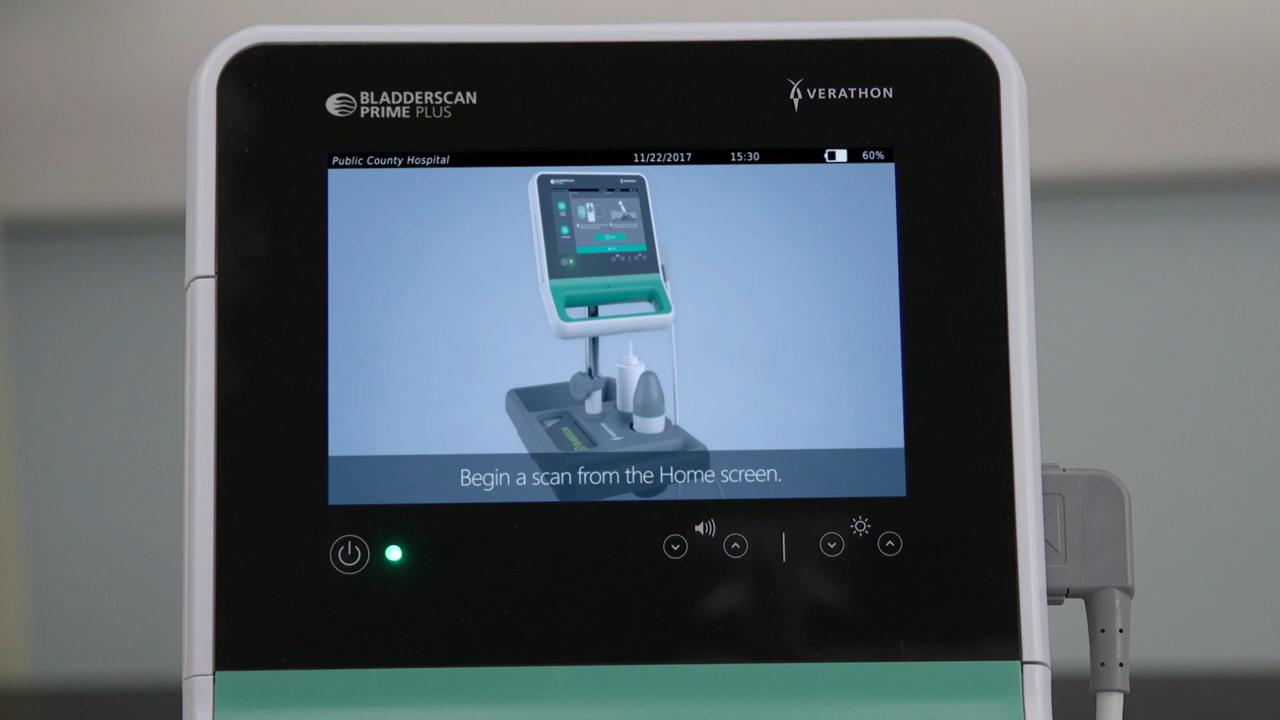 BLADDERSCAN
PRIME PLUS
VERATHON
Public County Hospital 11/22/2017 15:30 60%
Begin a scan from the Home screen.